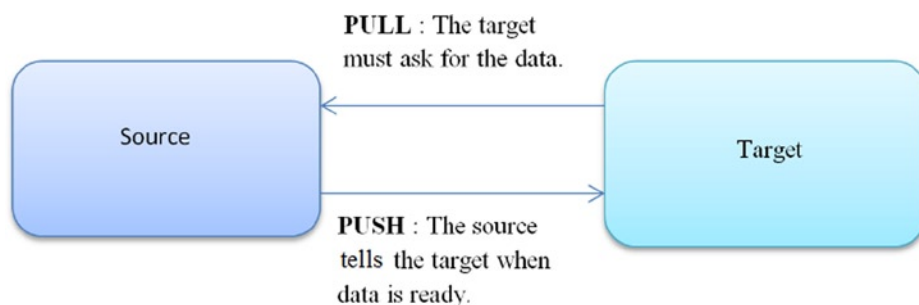 PULL : The target
must ask for the data.
Source
Target
PUSH : The source
tells the target when
data is ready.